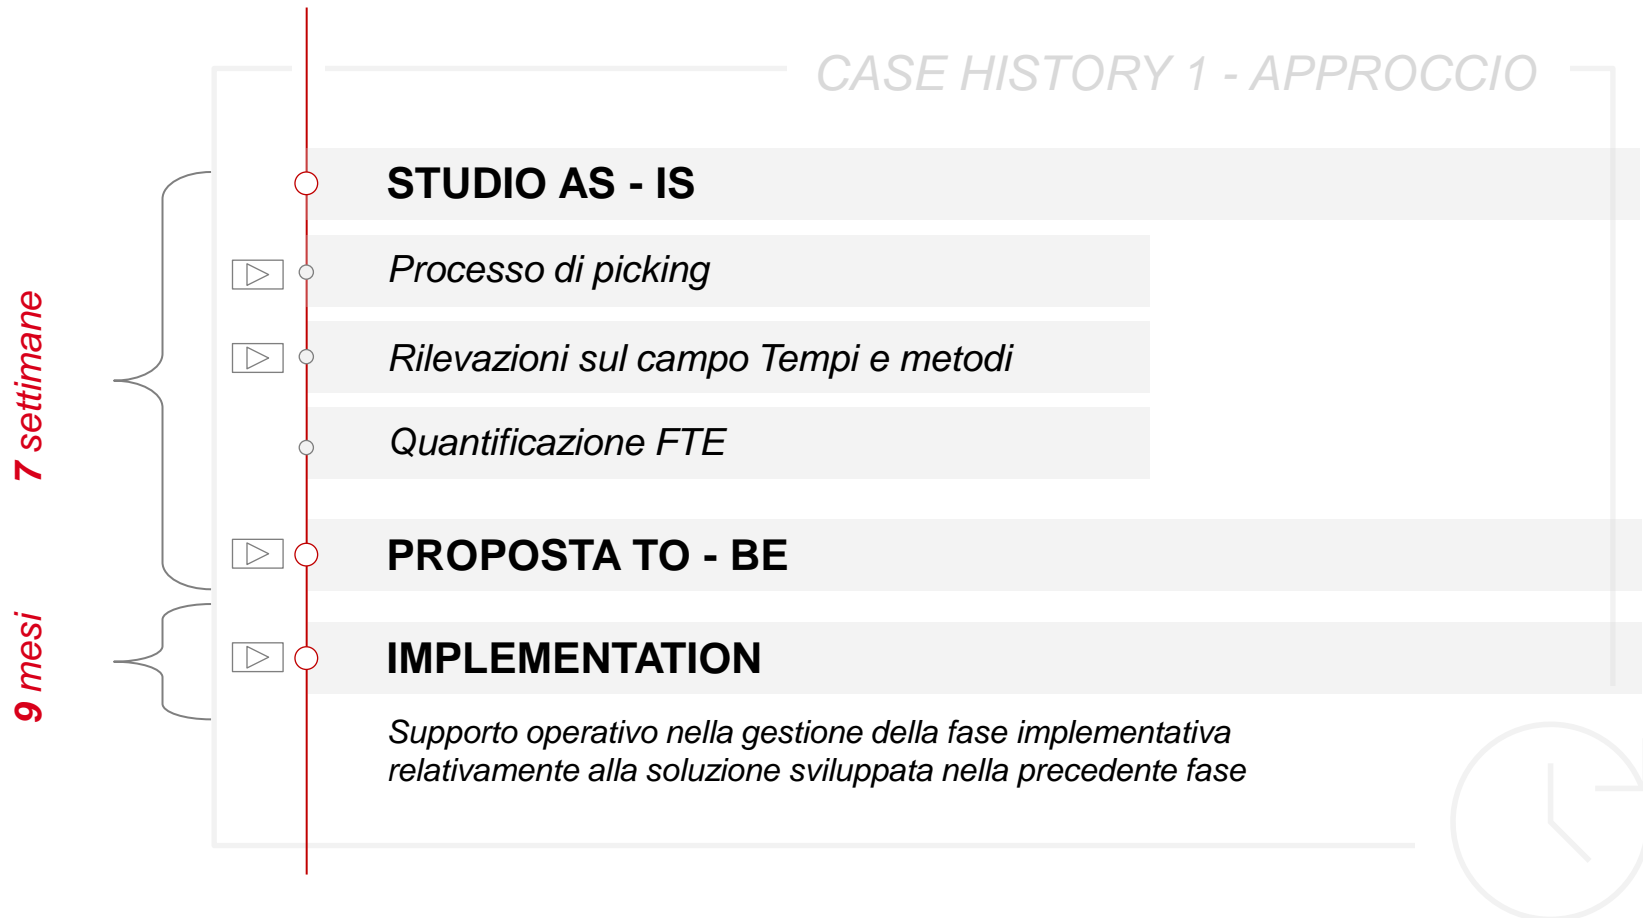 CASE HISTORY 1 - APPROCCIO
7 settimane
STUDIO AS - IS
Processo di picking
Rilevazioni sul campo Tempi e metodi
Quantificazione FTE
PROPOSTA TO - BE
9 mesi
IMPLEMENTATION
Supporto operativo nella gestione della fase implementativa
relativamente alla soluzione sviluppata nella precedente fase